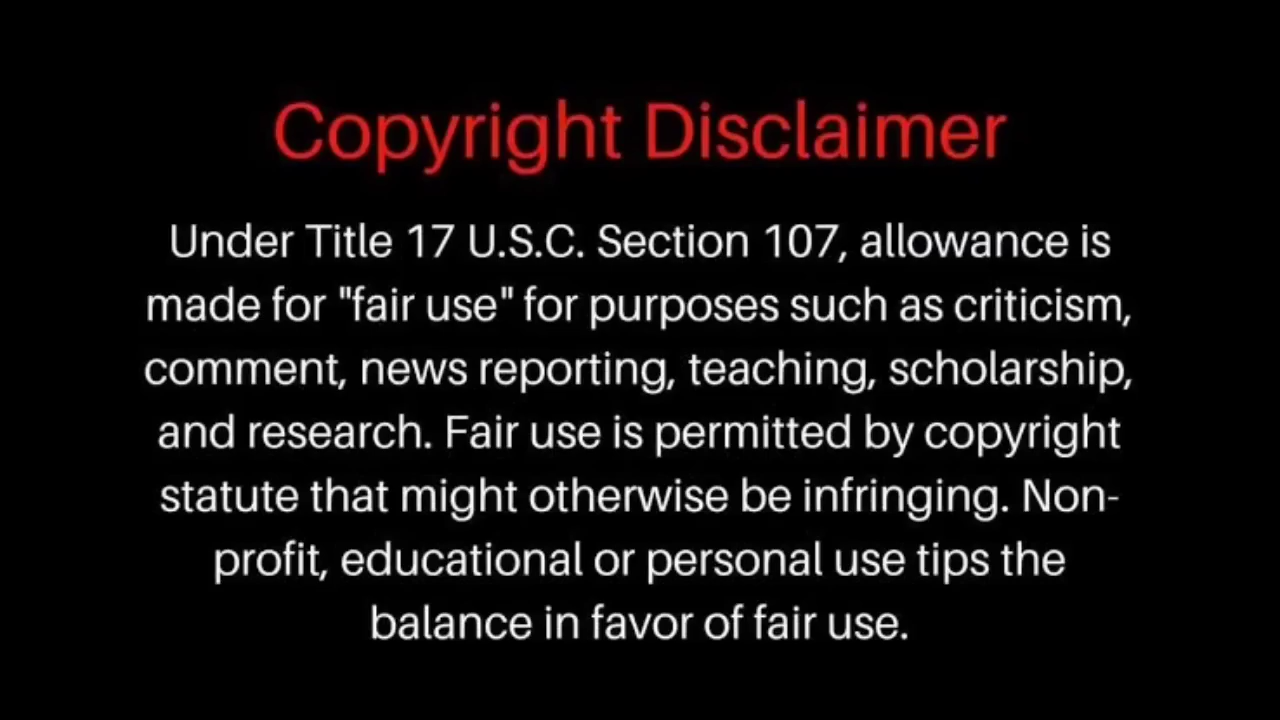 Copyright Disclaimer
Under Title 17 U.S.C. Section 107, allowance is
made for "fair use" for purposes such as criticism,
comment, news reporting, teaching, scholarship,
and research. Fair use is permitted by copyright
statute that might otherwise be infringing. Non-
profit, educational or personal use tips the
balance in favor of fair use.